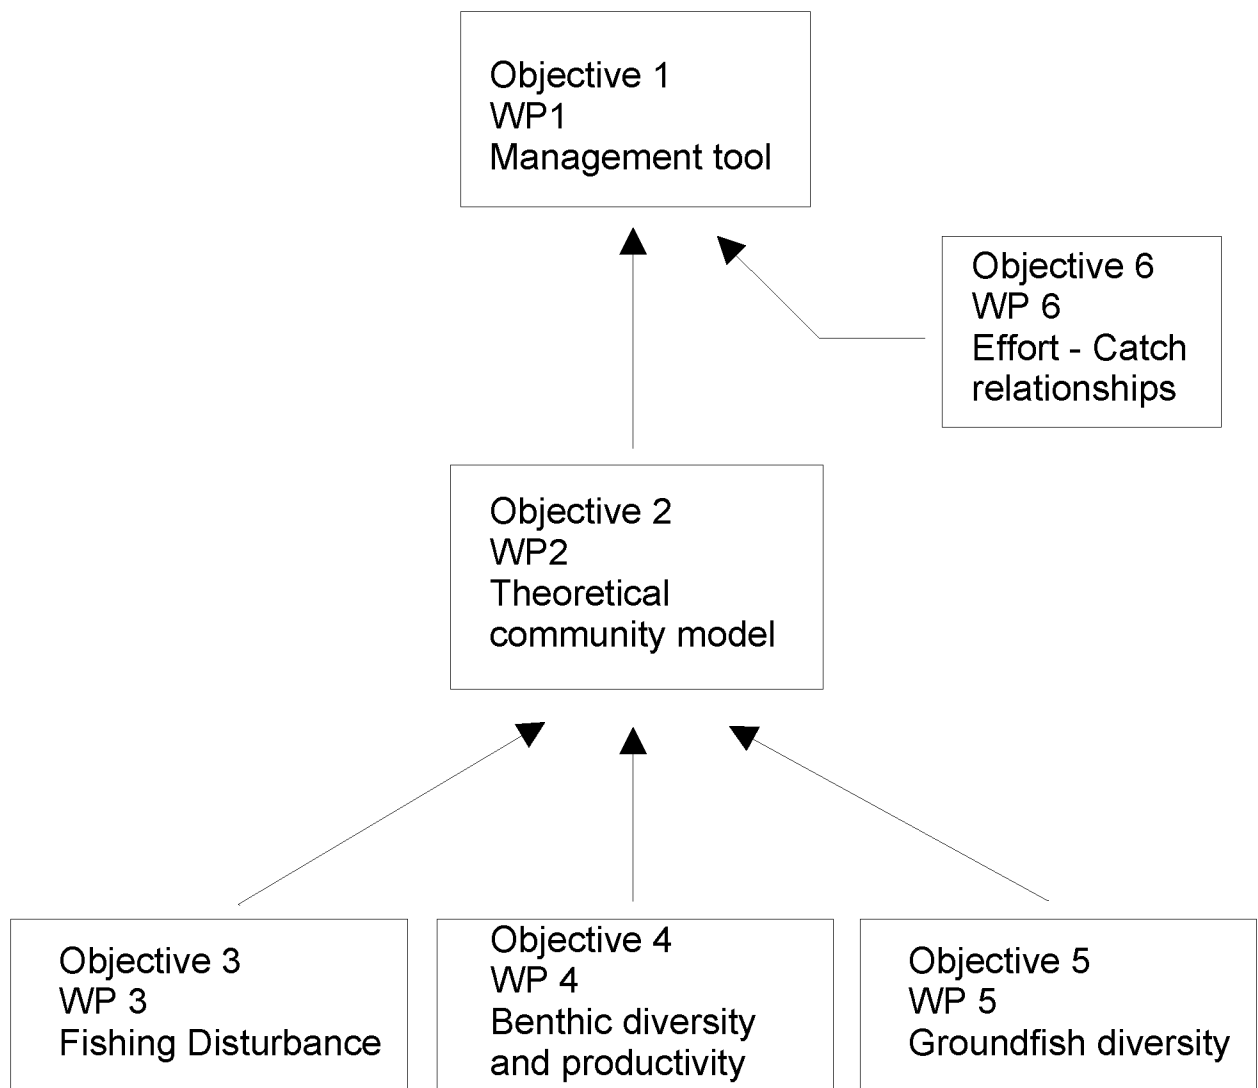 Objective 1
WP1
Management tool
Objective 6
WP 6
Effort - Catch
relationships
Objective 2
WP2
Theoretical
community model
Objective 3
WP 3
Fishing Disturbance
Objective 4
WP 4
Benthic diversity
and productivity
Objective 5
WP 5
Groundfish diversity